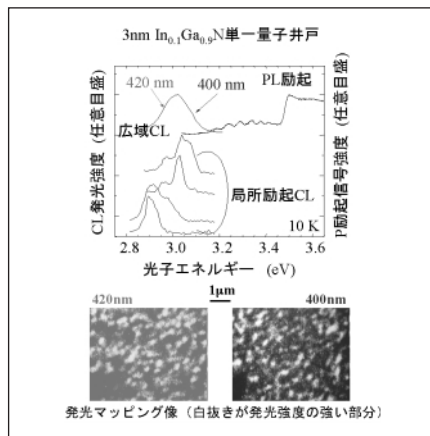 3nm In0.1Ga0.9N単一量子井戸
420 nm
400 nm
PL励起
広域CL
局所励起CL
10 K
CL発光強度 (任意目盛)
P励起信号強度 (任意目盛)
2.8 3.0 3.2 3.4 3.6
光子エネルギー (eV)
1μm
420nm
400nm
発光マッピング像（白抜きが発光強度の強い部分）